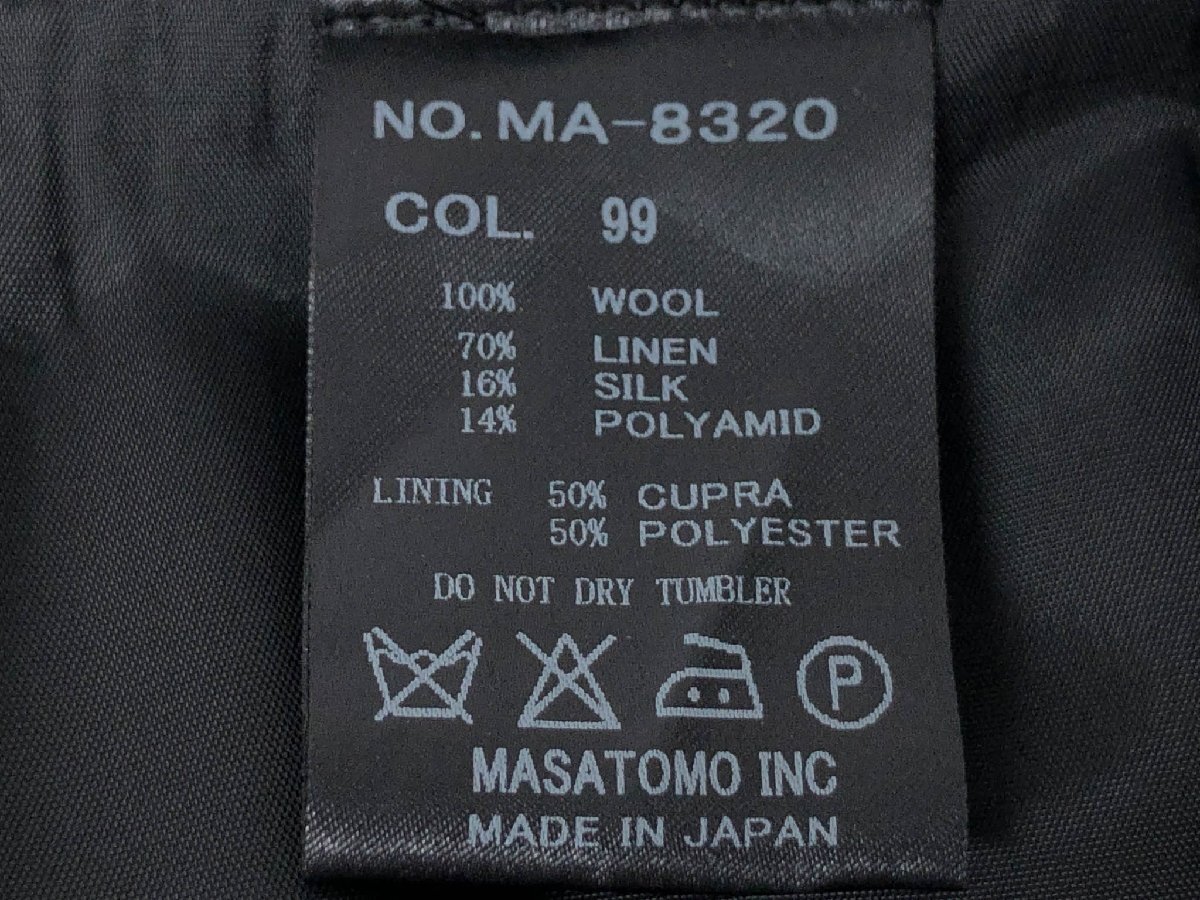 NO. MA-8320
COL. 99
100% WOOL
70% LINEN
16% SILK
14% POLYAMID
LINING 50% CUPRA
50% POLYESTER
DO NOT DRY TUMBLER
P
MASATOMO INC
MADE IN JAPAN